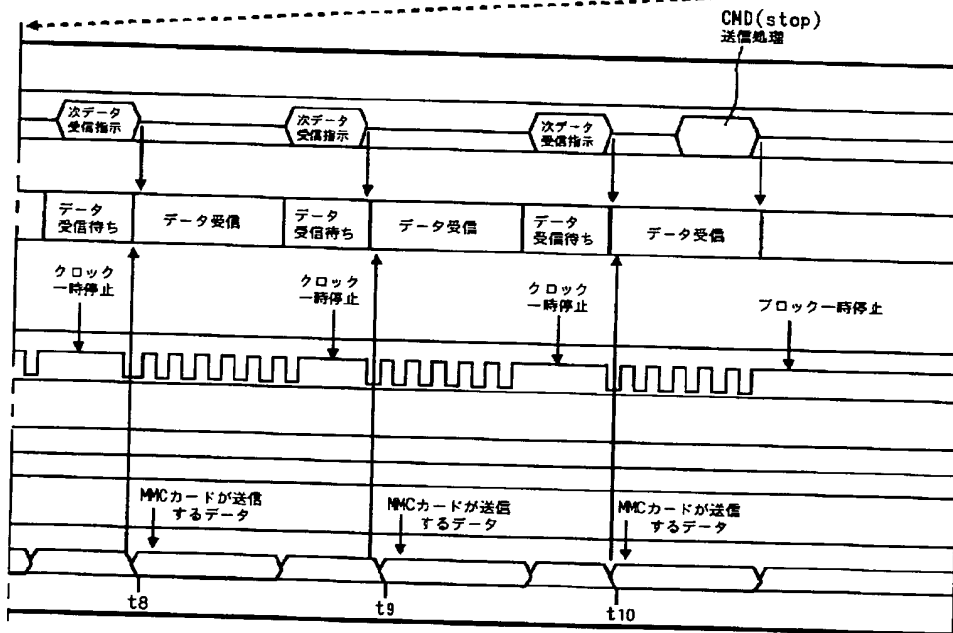 CMD(stop)
送信処理
次データ
受信指示
次データ
受信指示
次データ
受信指示
データ
受信待ち
データ受信
データ
受信待ち
データ受信
データ
受信待ち
データ受信
クロック
一時停止
クロック
一時停止
クロック
一時停止
ブロック一時停止
MMCカードが送信
するデータ
MMCカードが送信
するデータ
MMCカードが送信
するデータ
t8
t9
t10